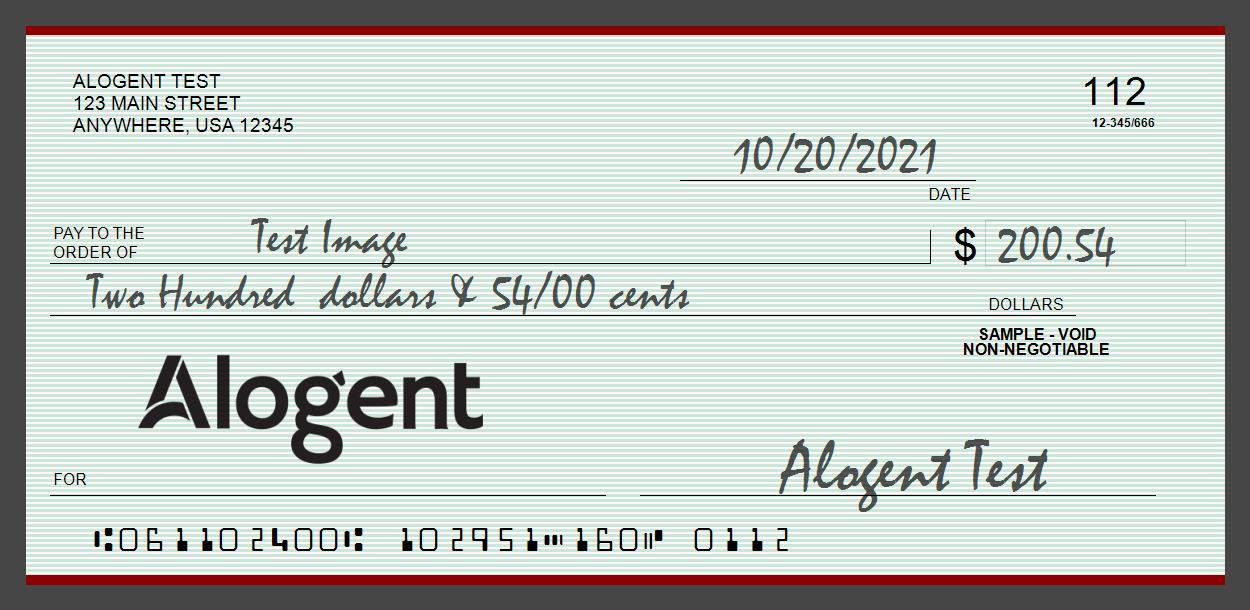 ALOGENT TEST
123 MAIN STREET
ANYWHERE, USA 12345
112
12-345/666
10/20/2021
DATE
PAY TO THE
ORDER OF
Test Image
$ 200.54
Two Hundred dollars & 54/00 cents
DOLLARS
SAMPLE - VOID
NON-NEGOTIABLE
Alogent
FOR
Alogent Test
⑆061102400⑆ 102951⑉160⑈ 0112